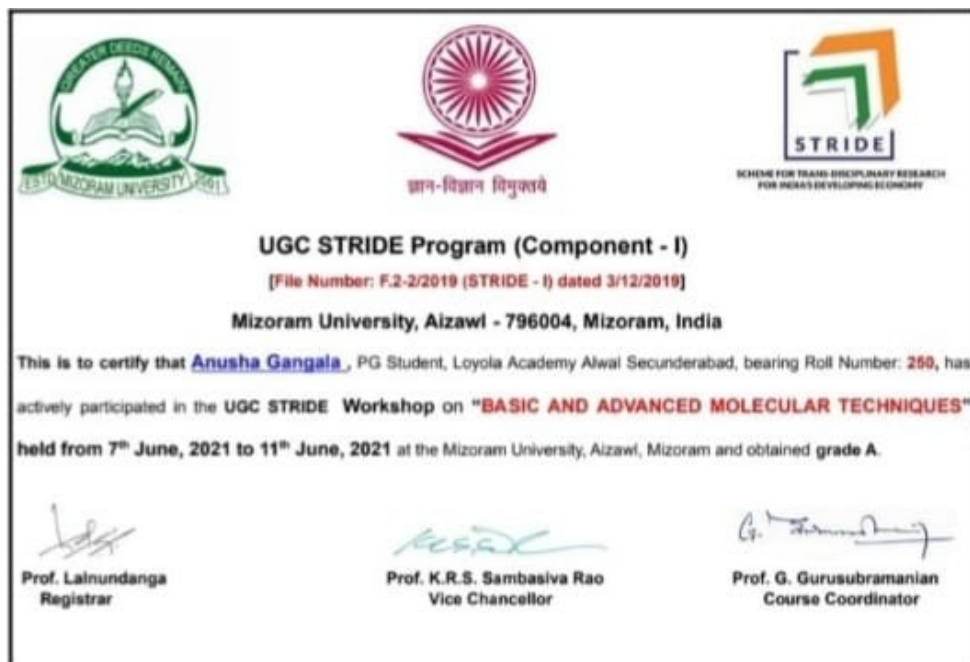 GREATER DEEDS REMAIN
ESTD MIZORAM UNIVERSITY 2001
ज्ञान-विज्ञान विमुक्तये
STRIDE
SCHEME FOR TRANS-DISCIPLINARY RESEARCH
FOR INDIA'S DEVELOPING ECONOMY
UGC STRIDE Program (Component - I)
[File Number: F.2-2/2019 (STRIDE - I) dated 3/12/2019]
Mizoram University, Aizawl - 796004, Mizoram, India
This is to certify that Anusha Gangala , PG Student, Loyola Academy Alwal Secunderabad, bearing Roll Number: 250, has
actively participated in the UGC STRIDE Workshop on "BASIC AND ADVANCED MOLECULAR TECHNIQUES"
held from 7th June, 2021 to 11th June, 2021 at the Mizoram University, Aizawl, Mizoram and obtained grade A.
Prof. Lalnundanga
Registrar
Prof. K.R.S. Sambasiva Rao
Vice Chancellor
Prof. G. Gurusubramanian
Course Coordinator